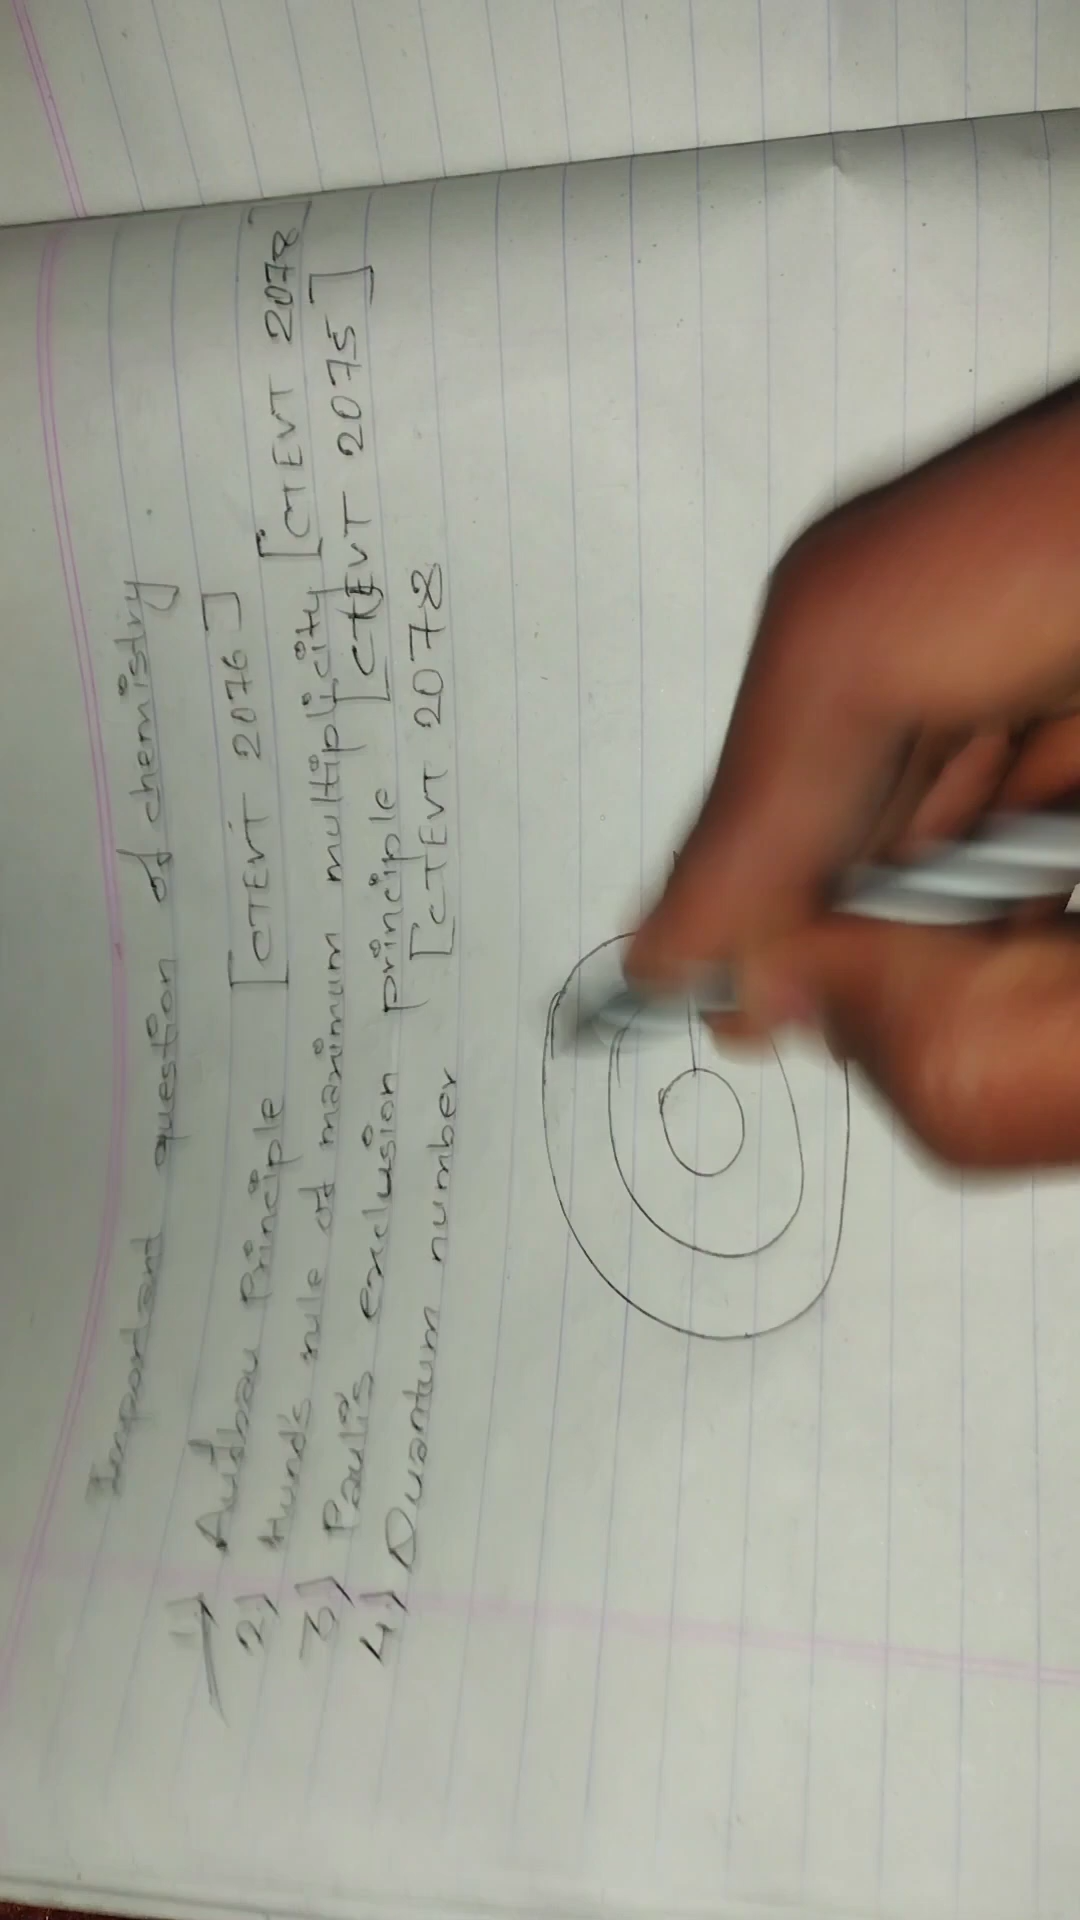 Important question of chemistry
1) Aufbau Principle [CTEVT 2076]
2) Hund's rule of maximum multiplicity [CTEVT 2078]
3) Pauli's exclusion principle [CTEVT 2075]
4) Quantum number [CTEVT 2078